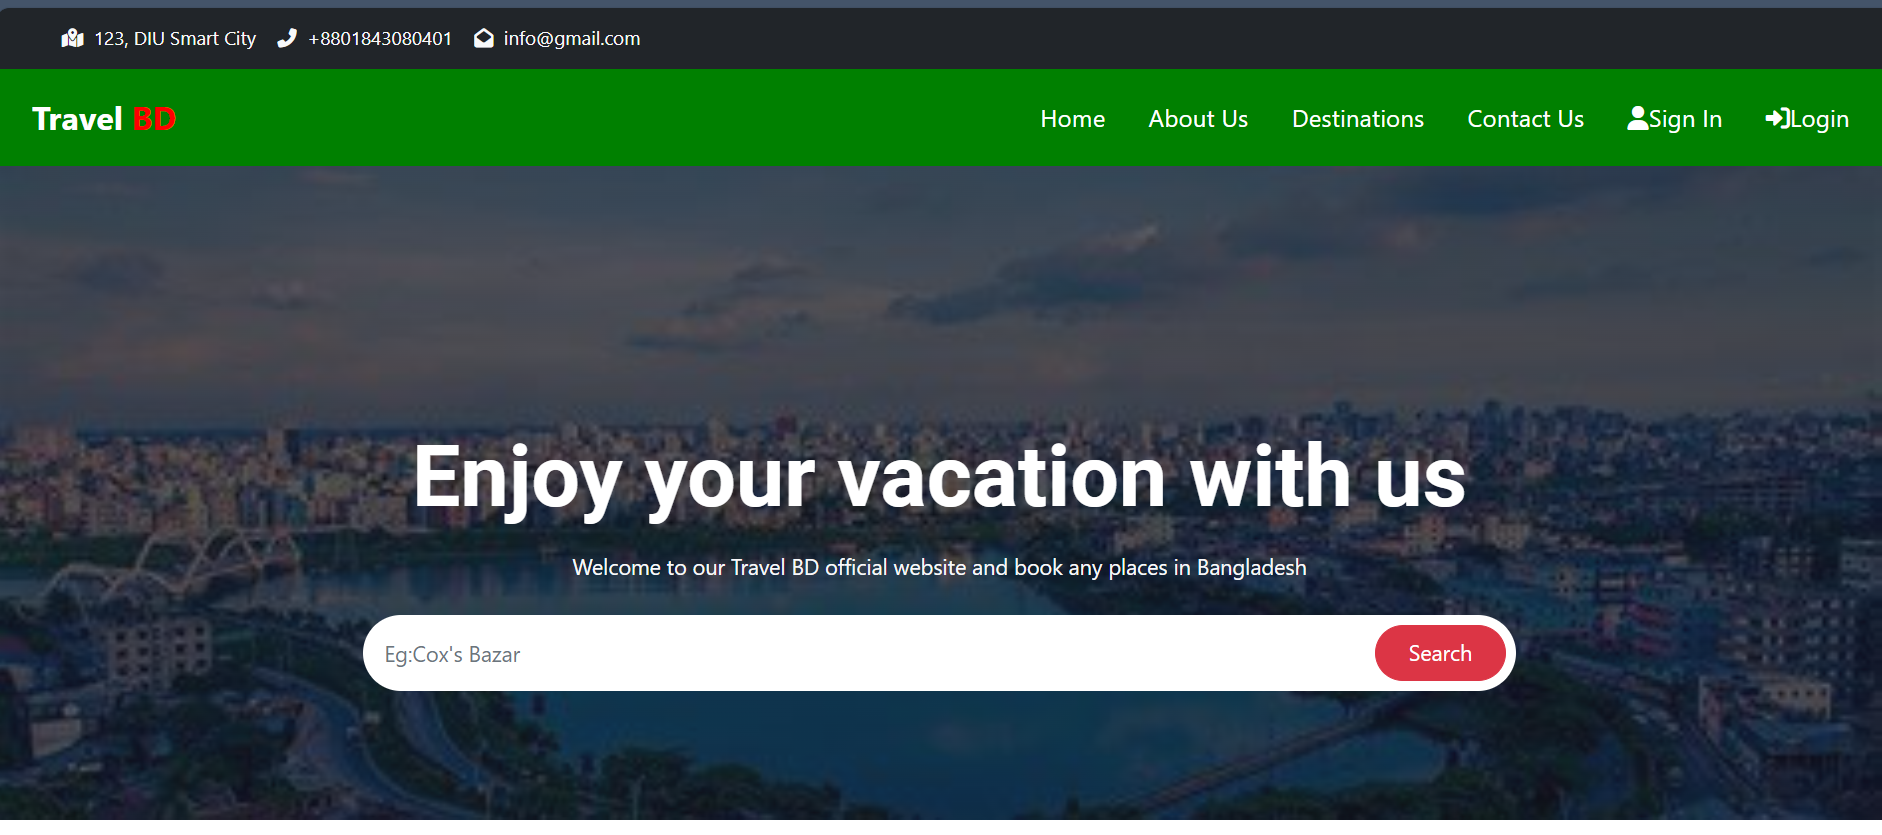 123, DIU Smart City +8801843080401 info@gmail.com
Travel BD Home About Us Destinations Contact Us Sign In Login
Enjoy your vacation with us
Welcome to our Travel BD official website and book any places in Bangladesh
Eg:Cox's Bazar Search